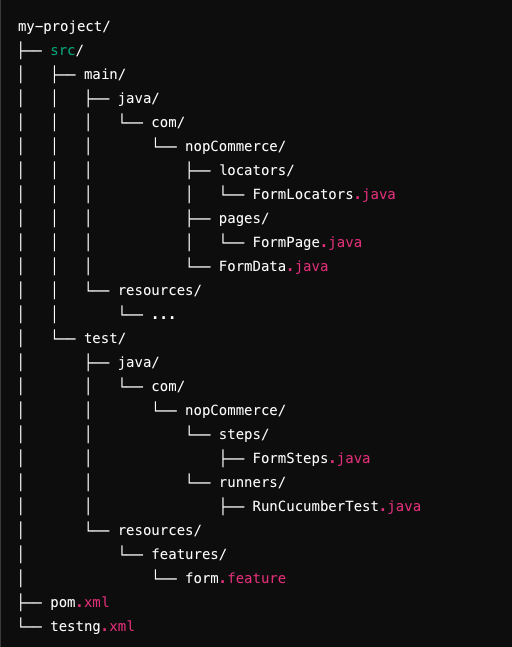 my-project/
├── src/
│   ├── main/
│   │   ├── java/
│   │   │   └── com/
│   │   │       └── nopCommerce/
│   │   │           ├── locators/
│   │   │           │   └── FormLocators.java
│   │   │           ├── pages/
│   │   │           │   └── FormPage.java
│   │   │           └── FormData.java
│   │   └── resources/
│   │       └── ...
│   └── test/
│       ├── java/
│       │   └── com/
│       │       └── nopCommerce/
│       │           └── steps/
│       │               ├── FormSteps.java
│       │           └── runners/
│       │               ├── RunCucumberTest.java
│       └── resources/
│           └── features/
│               └── form.feature
├── pom.xml
└── testng.xml